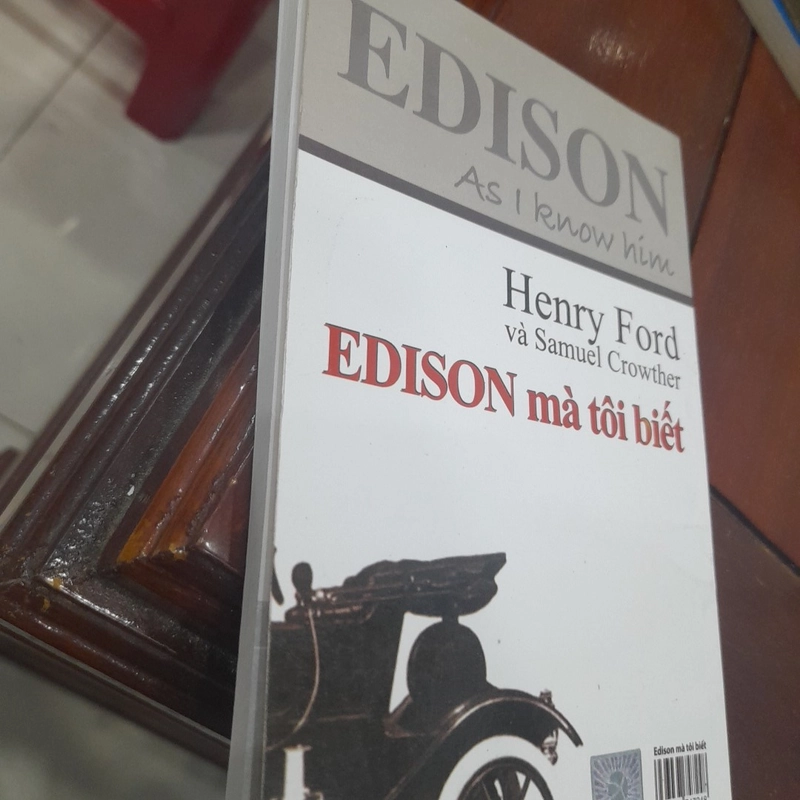 EDISON
As I know him
Henry Ford
và Samuel Crowther
EDISON mà tôi biết
Edison mà tôi biết